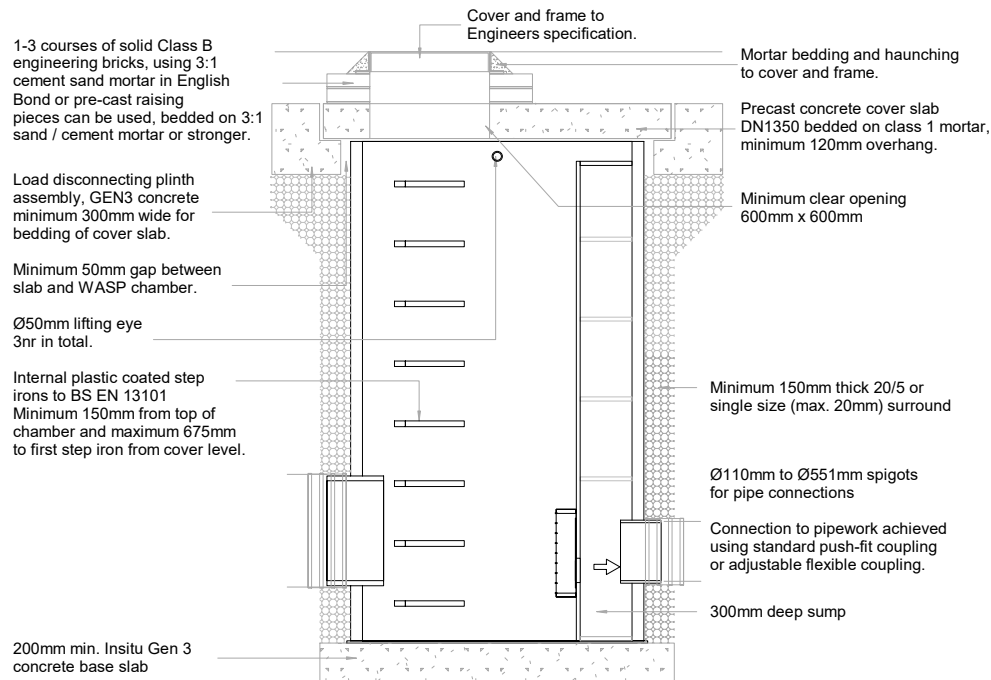 1-3 courses of solid Class B
engineering bricks, using 3:1
cement sand mortar in English
Bond or pre-cast raising
pieces can be used, bedded on 3:1
sand / cement mortar or stronger.
Load disconnecting plinth
assembly, GEN3 concrete
minimum 300mm wide for
bedding of cover slab.
Minimum 50mm gap between
slab and WASP chamber.
Ø50mm lifting eye
3nr in total.
Internal plastic coated step
irons to BS EN 13101
Minimum 150mm from top of
chamber and maximum 675mm
to first step iron from cover level.
200mm min. Insitu Gen 3
concrete base slab
Cover and frame to
Engineers specification.
Mortar bedding and haunching
to cover and frame.
Precast concrete cover slab
DN1350 bedded on class 1 mortar,
minimum 120mm overhang.
Minimum clear opening
600mm x 600mm
Minimum 150mm thick 20/5 or
single size (max. 20mm) surround
Ø110mm to Ø551mm spigots
for pipe connections
Connection to pipework achieved
using standard push-fit coupling
or adjustable flexible coupling.
300mm deep sump